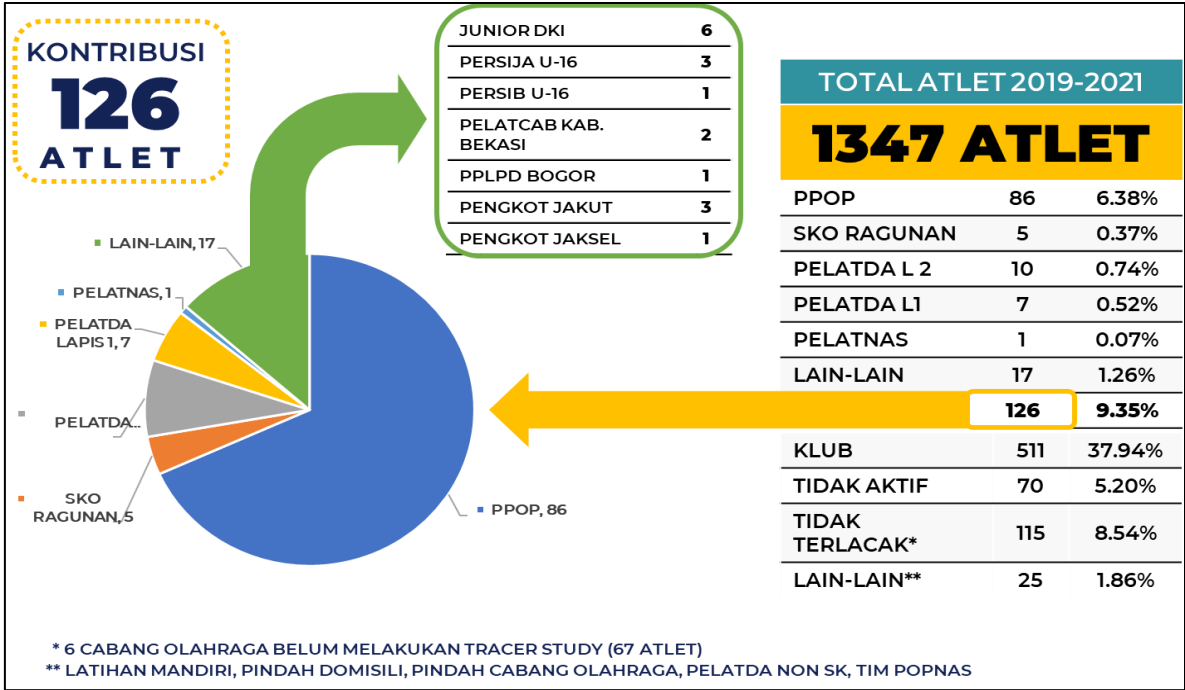 KONTRIBUSI
126
ATLET
JUNIOR DKI 6
PERSIJA U-16 3
PERSIB U-16 1
PELATCAB KAB.
BEKASI 2
PPLPD BOGOR 1
PENGKOT JAKUT 3
PENGKOT JAKSEL 1
LAIN-LAIN, 17
PELATNAS, 1
PELATDA
LAPIS 1, 7
PELATDA..
SKO
RAGUNAN, 5
PPOP, 86
TOTAL ATLET 2019-2021
1347 ATLET
PPOP 86 6.38%
SKO RAGUNAN 5 0.37%
PELATDA L 2 10 0.74%
PELATDA L1 7 0.52%
PELATNAS 1 0.07%
LAIN-LAIN 17 1.26%
126 9.35%
KLUB 511 37.94%
TIDAK AKTIF 70 5.20%
TIDAK
TERLACAK* 115 8.54%
LAIN-LAIN** 25 1.86%
* 6 CABANG OLAHRAGA BELUM MELAKUKAN TRACER STUDY (67 ATLET)
** LATIHAN MANDIRI, PINDAH DOMISILI, PINDAH CABANG OLAHRAGA, PELATDA NON SK, TIM POPNAS